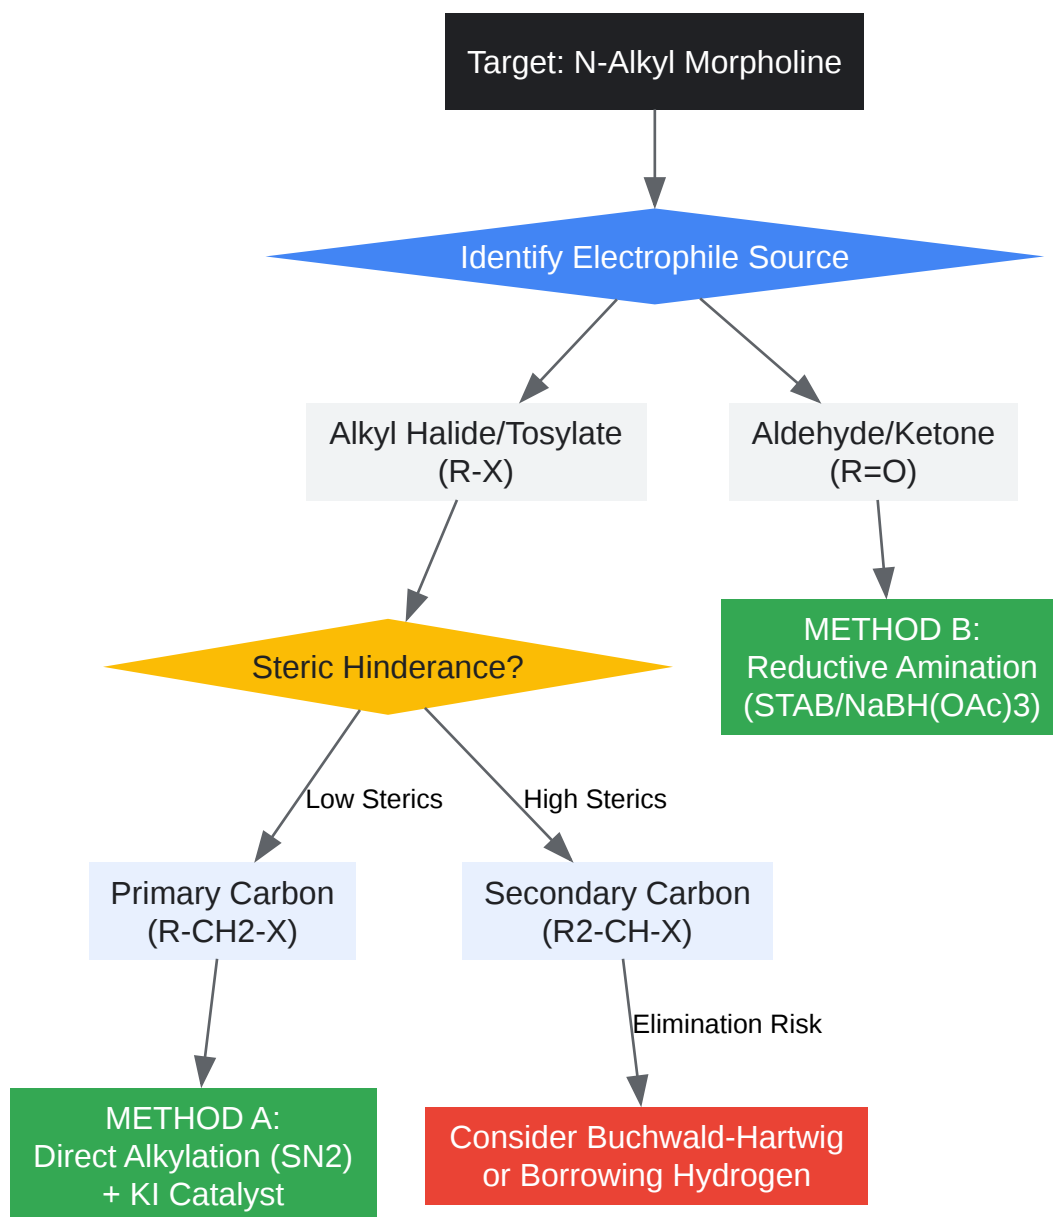 Target: N-Alkyl Morpholine
Identify Electrophile Source
Alkyl Halide/Tosylate
(R-X)
Aldehyde/Ketone
(R=O)
Steric Hinderance?
METHOD B:
Reductive Amination
(STAB/NaBH(OAc)3)
Low Sterics
High Sterics
Primary Carbon
(R-CH2-X)
Secondary Carbon
(R2-CH-X)
Elimination Risk
METHOD A:
Direct Alkylation (SN2)
+ KI Catalyst
Consider Buchwald-Hartwig
or Borrowing Hydrogen